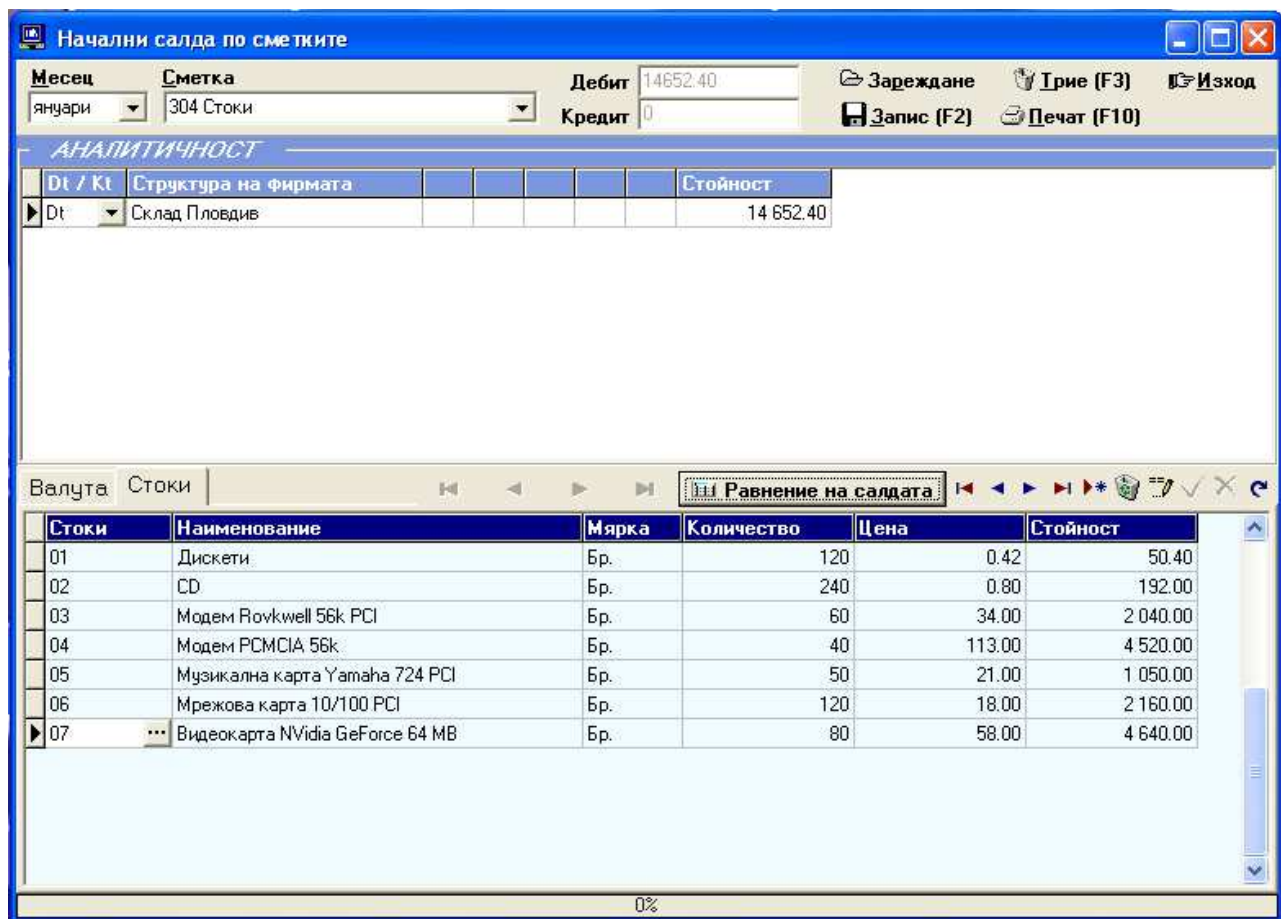 Начални салда по сметките
Месец Сметка Дебит 14652.40 Зареждане Трие (F3) Изход
януари 304 Стоки Кредит 0 Запис (F2) Печат (F10)
АНАЛИТИЧНОСТ
Dt / Kt Структура на фирмата Стойност
Dt Склад Пловдив 14 652.40
Валута Стоки Равнение на салдата
Стоки Наименование Мярка Количество Цена Стойност
01 Дискети Бр. 120 0.42 50.40
02 CD Бр. 240 0.80 192.00
03 Модем Rovkwell 56k PCI Бр. 60 34.00 2 040.00
04 Модем PCMCIA 56k Бр. 40 113.00 4 520.00
05 Музикална карта Yamaha 724 PCI Бр. 50 21.00 1 050.00
06 Мрежова карта 10/100 PCI Бр. 120 18.00 2 160.00
07 ... Видеокарта NVidia GeForce 64 MB Бр. 80 58.00 4 640.00
0%